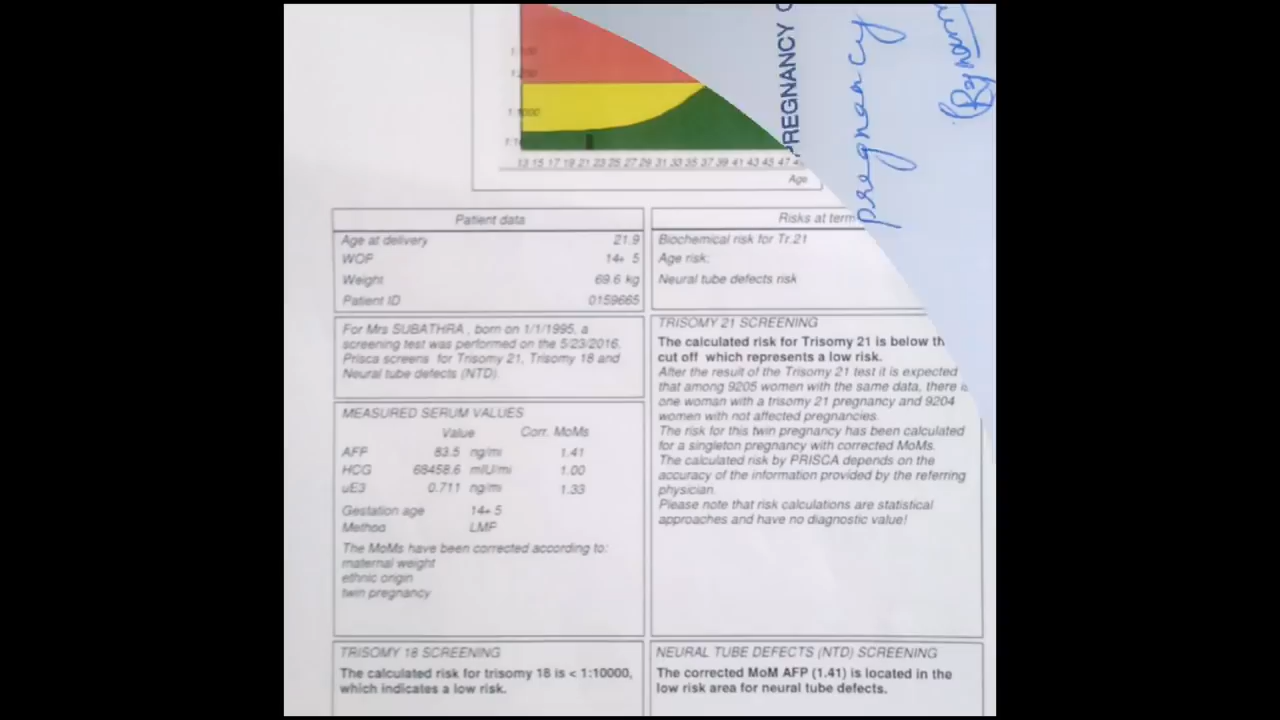 PREGNANCY
pregnancy
1:1000
13 15 17 19 21 23 25 27 29 31 33 35 37 39 41 43 45 47
Age
Patient data
Age at delivery 21.9
WOP 14+ 5
Weight 69.6 kg
Patient ID 0159665
Risks at term
Biochemical risk for Tr.21
Age risk:
Neural tube defects risk
For Mrs SUBATHRA , born on 1/1/1995, a
screening test was performed on the 5/23/2016.
Prisca screens for Trisomy 21, Trisomy 18 and
Neural tube defects (NTD).
MEASURED SERUM VALUES
Value Corr. MoMs
AFP 83.5 ng/ml 1.41
HCG 68458.6 mIU/ml 1.00
uE3 0.711 ng/ml 1.33
Gestation age 14+ 5
Method LMP
The MoMs have been corrected according to:
maternal weight
ethnic origin
twin pregnancy
TRISOMY 21 SCREENING
The calculated risk for Trisomy 21 is below th
cut off which represents a low risk.
After the result of the Trisomy 21 test it is expected
that among 9205 women with the same data, there i
one woman with a trisomy 21 pregnancy and 9204
women with not affected pregnancies.
The risk for this twin pregnancy has been calculated
for a singleton pregnancy with corrected MoMs.
The calculated risk by PRISCA depends on the
accuracy of the information provided by the referring
physician.
Please note that risk calculations are statistical
approaches and have no diagnostic value!
TRISOMY 18 SCREENING
The calculated risk for trisomy 18 is < 1:10000,
which indicates a low risk.
NEURAL TUBE DEFECTS (NTD) SCREENING
The corrected MoM AFP (1.41) is located in the
low risk area for neural tube defects.